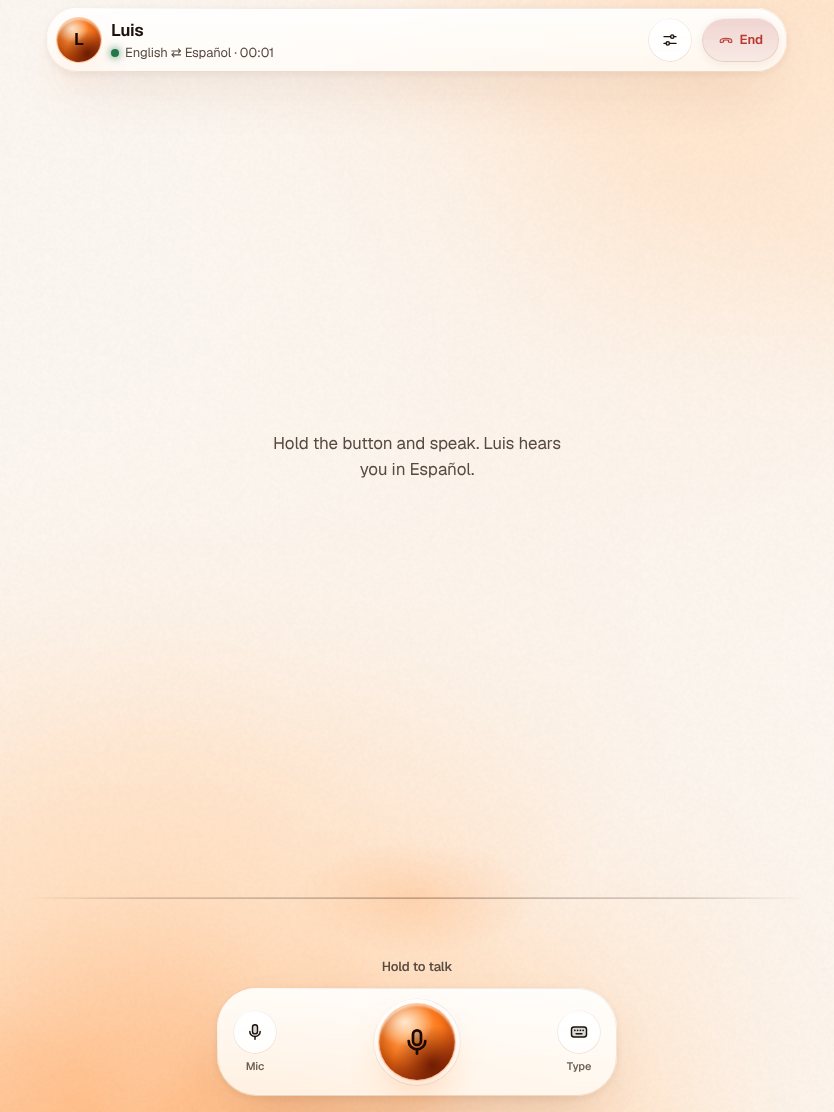 L
Luis
English ⇄ Español · 00:01
End
Hold the button and speak. Luis hears
you in Español.
Hold to talk
Mic
Type